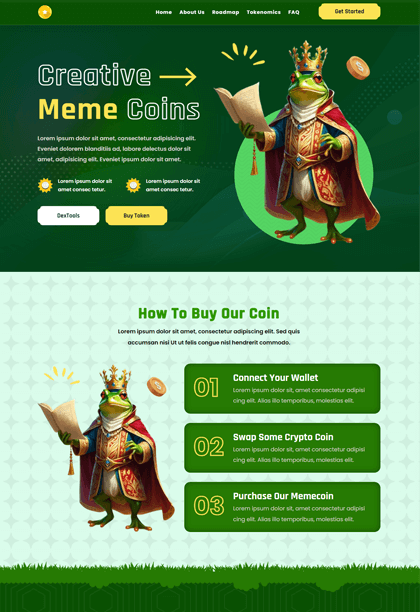 Home About Us Roadmap Tokenomics FAQ Get Started
Creative
Meme Coins
Lorem ipsum dolor sit amet, consectetur adipisicing elit.
Eveniet dolorem blanditiis ad, labore delectus dolor sit
amet, adipisicing elit. Eveniet ipsum dolor sit amet.
Lorem ipsum dolor sit
amet consec tetur.
Lorem ipsum dolor sit
amet consec tetur.
DexTools Buy Token
How To Buy Our Coin
Lorem ipsum dolor sit amet, consectetur adipiscing elit. Cras quis
accumsan nisl Ut ut felis congue nisl hendrerit commodo.
01
Connect Your Wallet
Lorem ipsum dolor sit amet, consectetur adipisi
cing elit. Alias illo temporibus, molestias elit.
02
Swap Some Crypto Coin
Lorem ipsum dolor sit amet, consectetur adipisi
cing elit. Alias illo temporibus, molestias elit.
03
Purchase Our Memecoin
Lorem ipsum dolor sit amet, consectetur adipisi
cing elit. Alias illo temporibus, molestias elit.